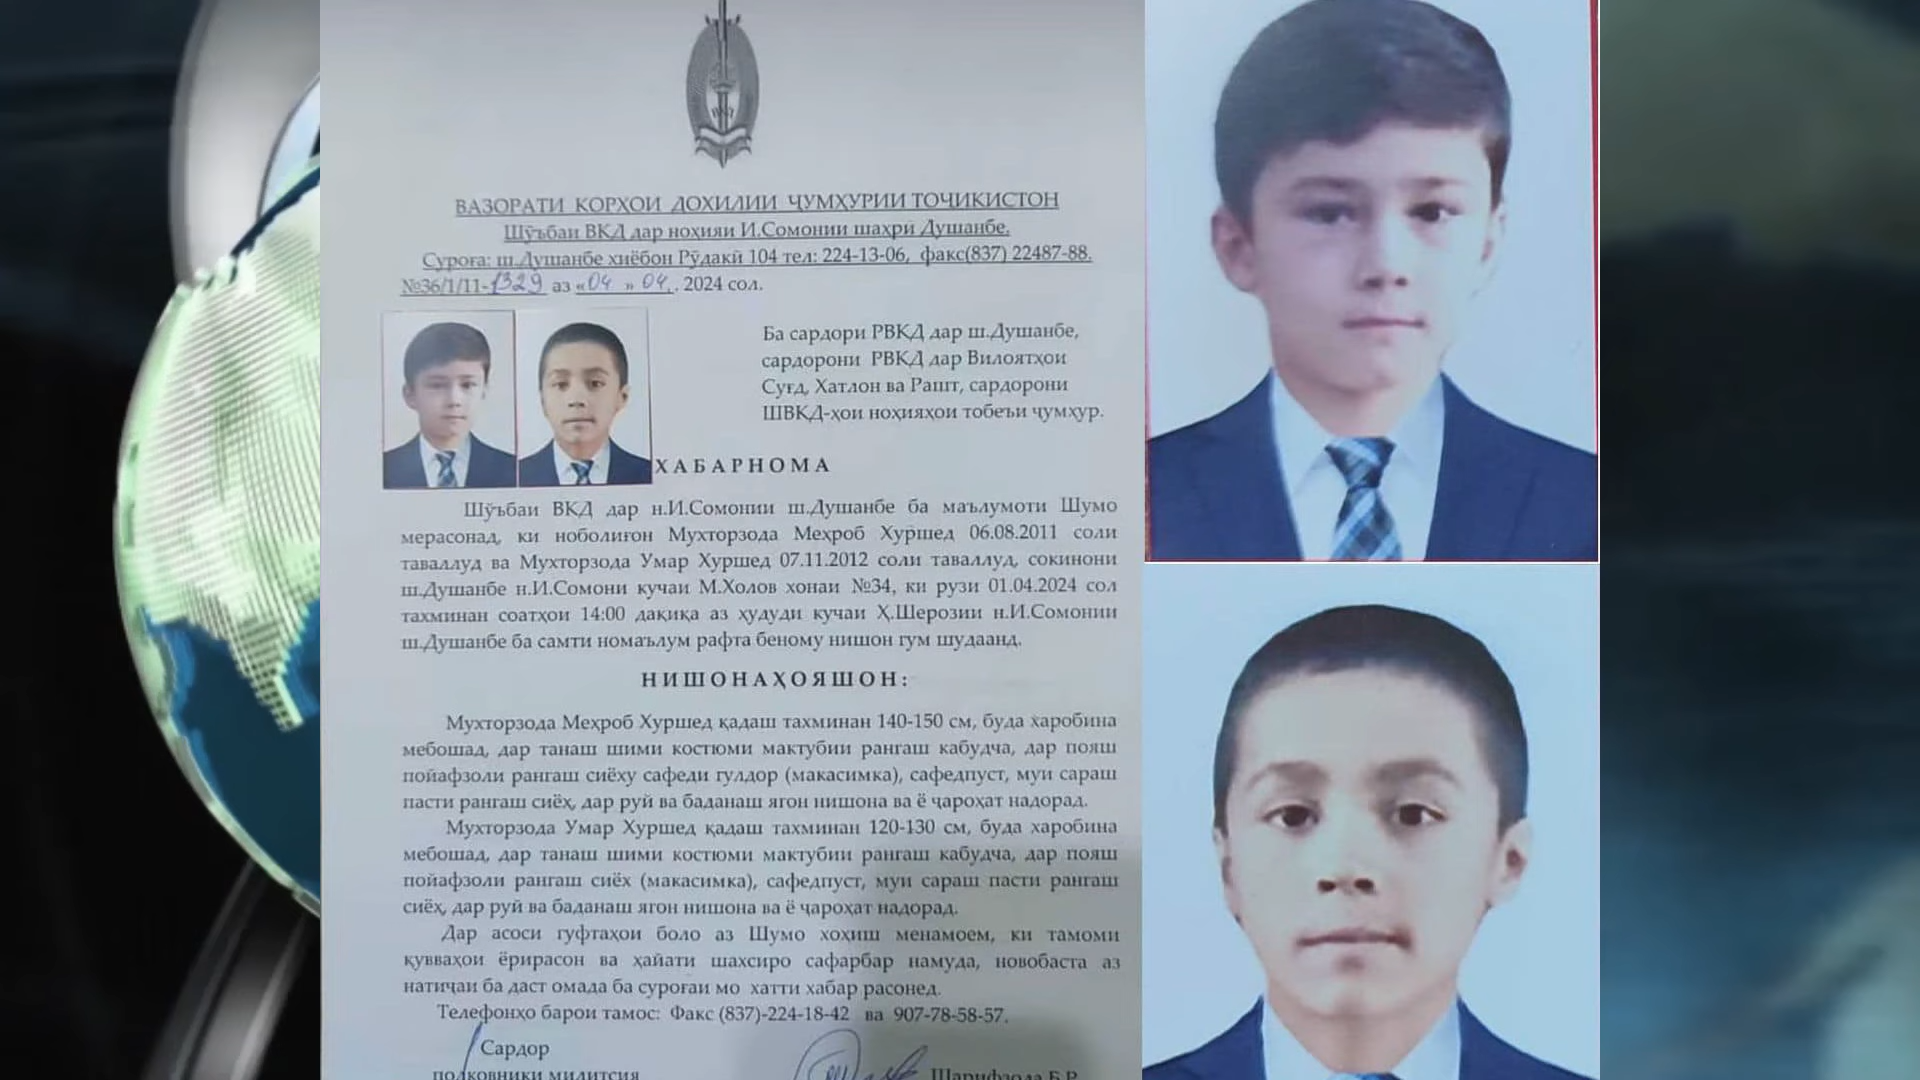 ВКД
ВАЗОРАТИ КОРҲОИ ДОХИЛИИ ҶУМҲУРИИ ТОҶИКИСТОН
Шӯъбаи ВКД дар ноҳияи И.Сомонии шаҳри Душанбе.
Суроға: ш.Душанбе хиёбон Рӯдакӣ 104 тел: 224-13-06, факс(837) 22487-88.
№36/1/11-1329 аз «04 » 04. . 2024 сол.
Ба сардори РВКД дар ш.Душанбе,
сардорони РВКД дар Вилоятҳои
Суғд, Хатлон ва Рашт, сардорони
ШВКД-ҳои ноҳияҳои тобеъи ҷумҳур.
ХАБАРНОМА
Шӯъбаи ВКД дар н.И.Сомонии ш.Душанбе ба маълумоти Шумо
мерасонад, ки ноболиғон Мухторзода Меҳроб Хуршед 06.08.2011 соли
таваллуд ва Мухторзода Умар Хуршед 07.11.2012 соли таваллуд, сокинони
ш.Душанбе н.И.Сомони кучаи М.Холов хонаи №34, ки рузи 01.04.2024 сол
тахминан соатҳои 14:00 дақиқа аз ҳудуди кучаи Ҳ.Шерозии н.И.Сомонии
ш.Душанбе ба самти номаълум рафта беному нишон гум шудаанд.
НИШОНАҲОЯШОН:
Мухторзода Меҳроб Хуршед қадаш тахминан 140-150 см, буда харобина
мебошад, дар танаш шими костюми мактубии рангаш кабудча, дар пояш
пойафзоли рангаш сиёҳу сафеди гулдор (макасимка), сафедпуст, муи сараш
пасти рангаш сиёҳ, дар руй ва баданаш ягон нишона ва ё ҷароҳат надорад.
Мухторзода Умар Хуршед қадаш тахминан 120-130 см, буда харобина
мебошад, дар танаш шими костюми мактубии рангаш кабудча, дар пояш
пойафзоли рангаш сиёх (макасимка), сафедпуст, муи сараш пасти рангаш
сиёҳ, дар руй ва баданаш ягон нишона ва ё ҷароҳат надорад.
Дар асоси гуфтаҳои боло аз Шумо хоҳиш менамоем, ки тамоми
қувваҳои ёрирасон ва ҳайати шахсиро сафарбар намуда, новобаста аз
натиҷаи ба даст омада ба суроғаи мо хатти хабар расонед.
Телефонҳо барои тамос: Факс (837)-224-18-42 ва 907-78-58-57.
Сардор
полковники милитсия Шарифзода Б.Р.